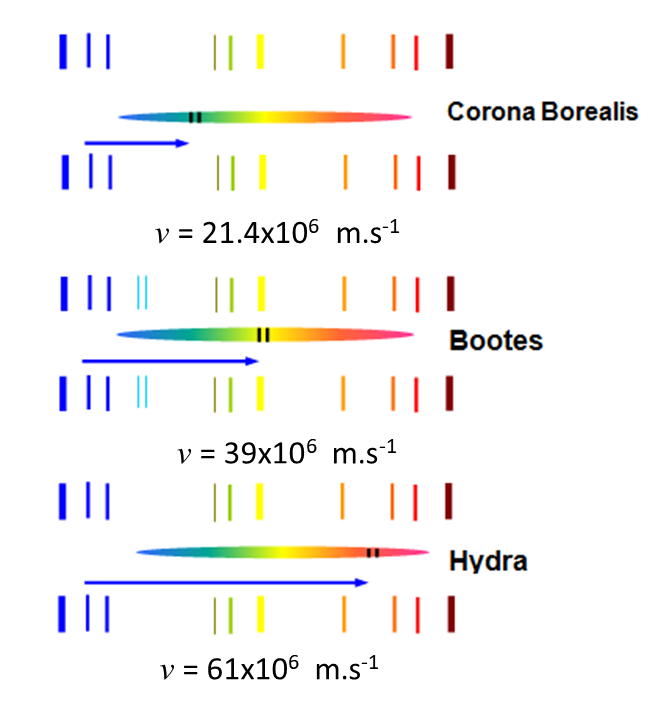 Corona Borealis
v = 21.4x10⁶ m.s⁻¹
Bootes
v = 39x10⁶ m.s⁻¹
Hydra
v = 61x10⁶ m.s⁻¹